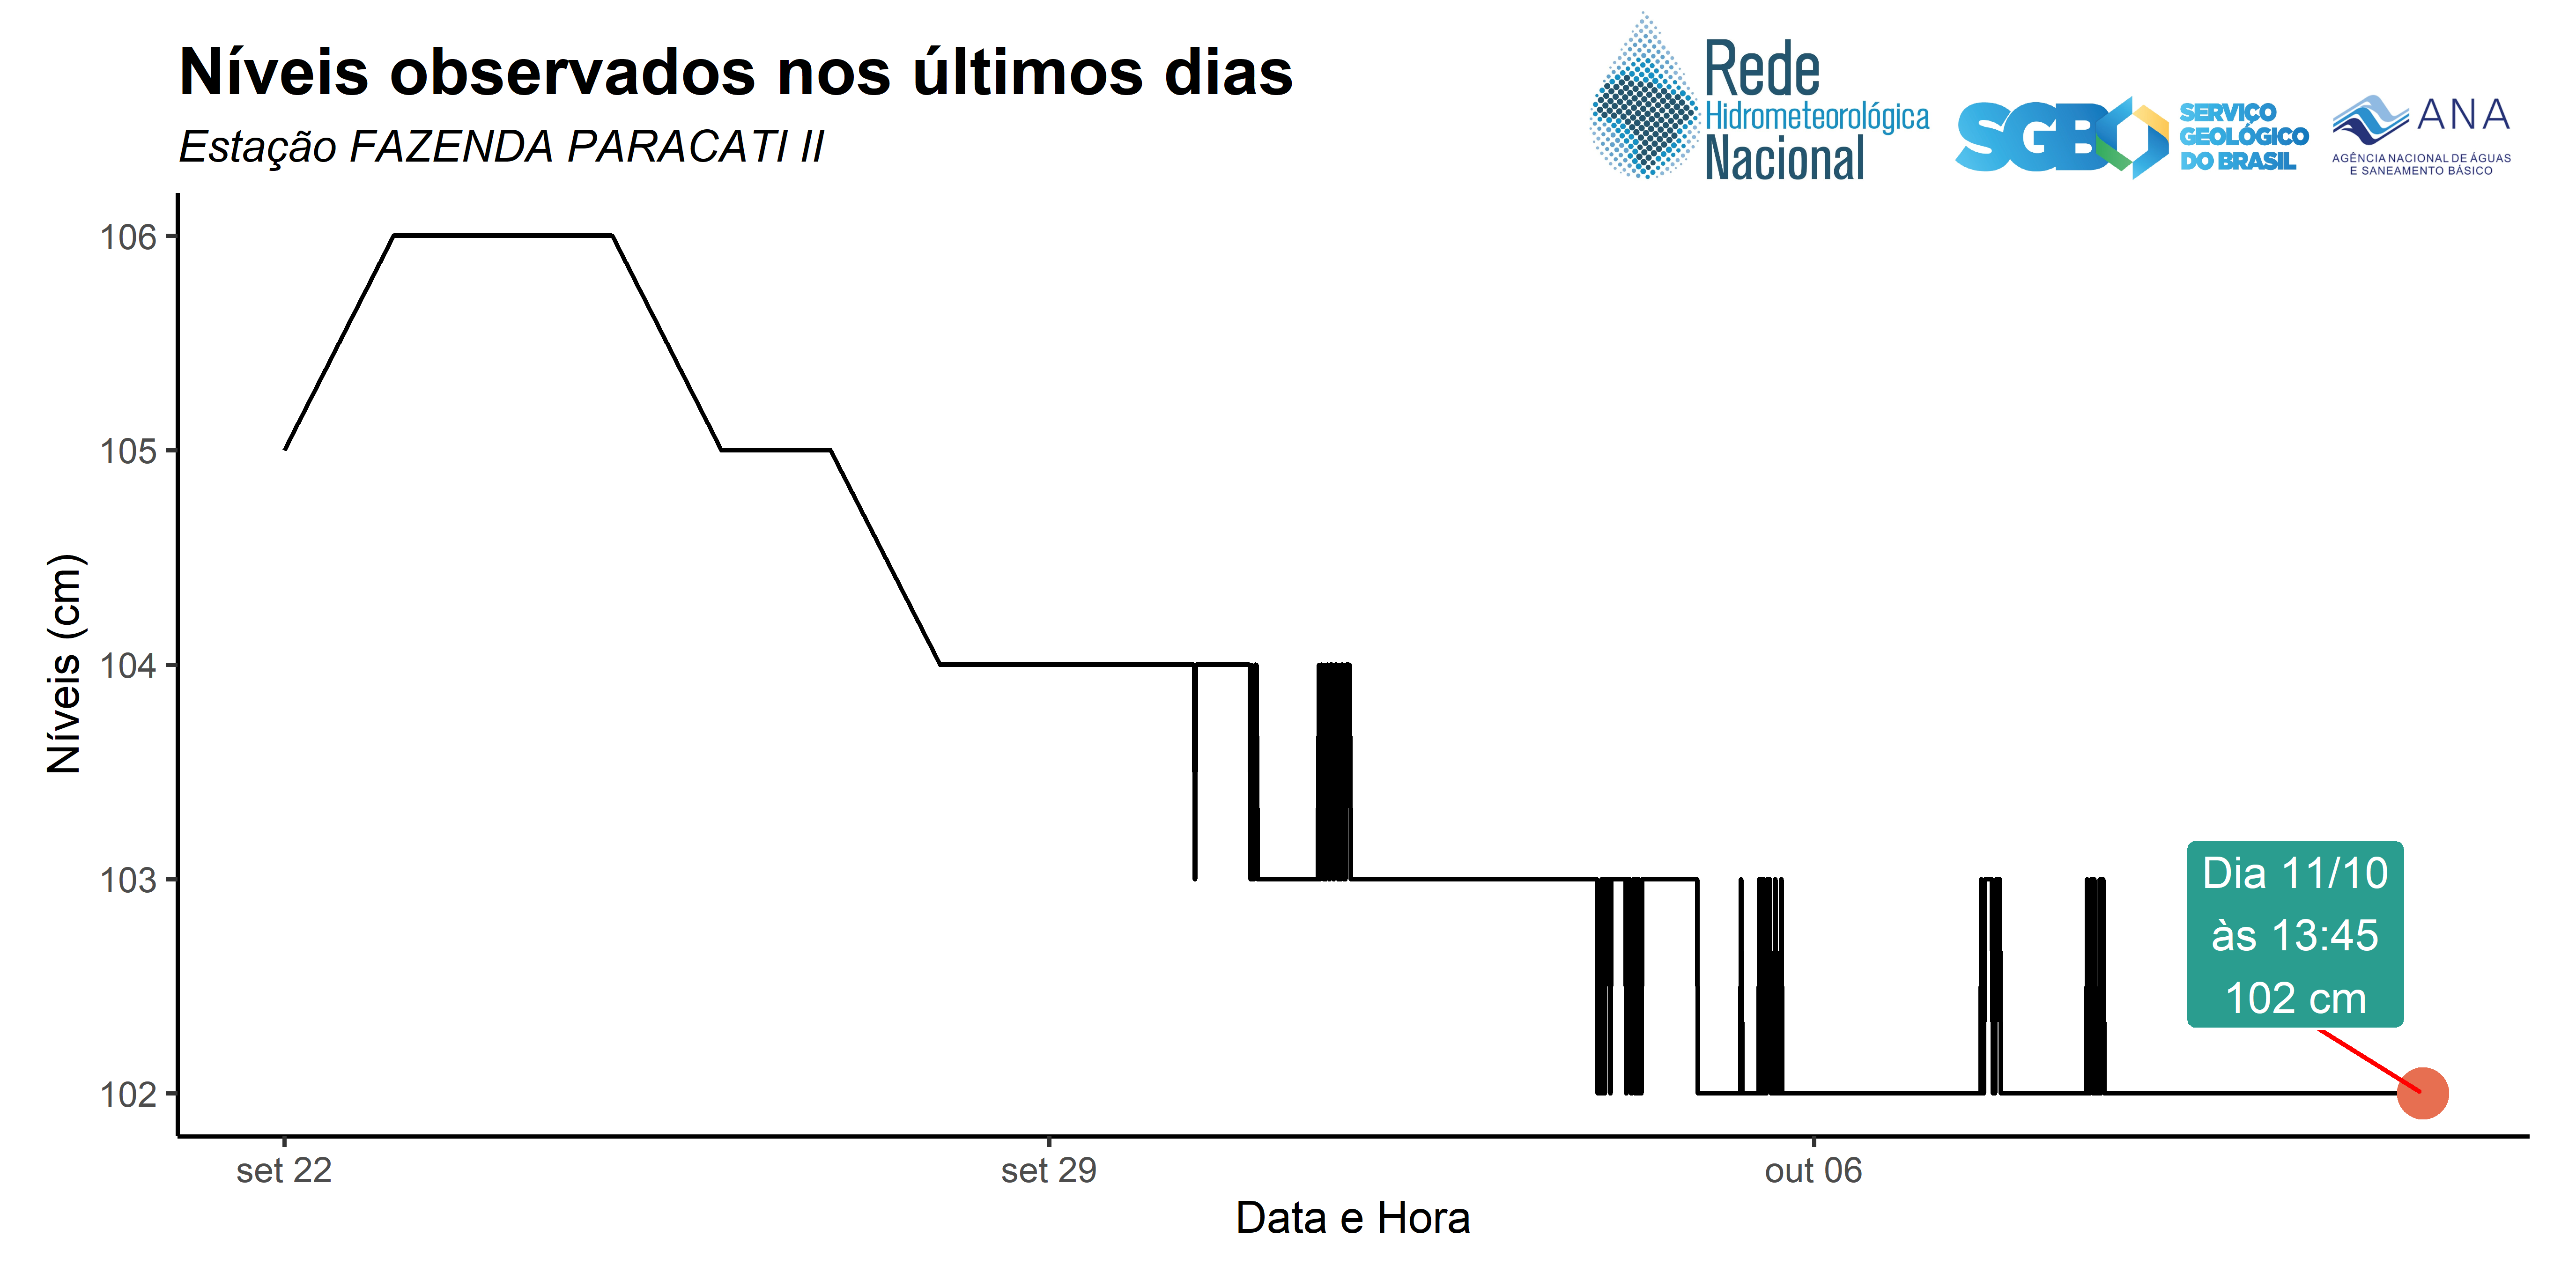 Níveis observados nos últimos dias
Estação FAZENDA PARACATI II
Rede
Hidrometeorológica
Nacional
SGB
SERVIÇO
GEOLÓGICO
DO BRASIL
ANA
AGÊNCIA NACIONAL DE ÁGUAS
E SANEAMENTO BÁSICO
Níveis (cm)
106
105
104
103
102
Dia 11/10
às 13:45
102 cm
set 22
set 29
out 06
Data e Hora